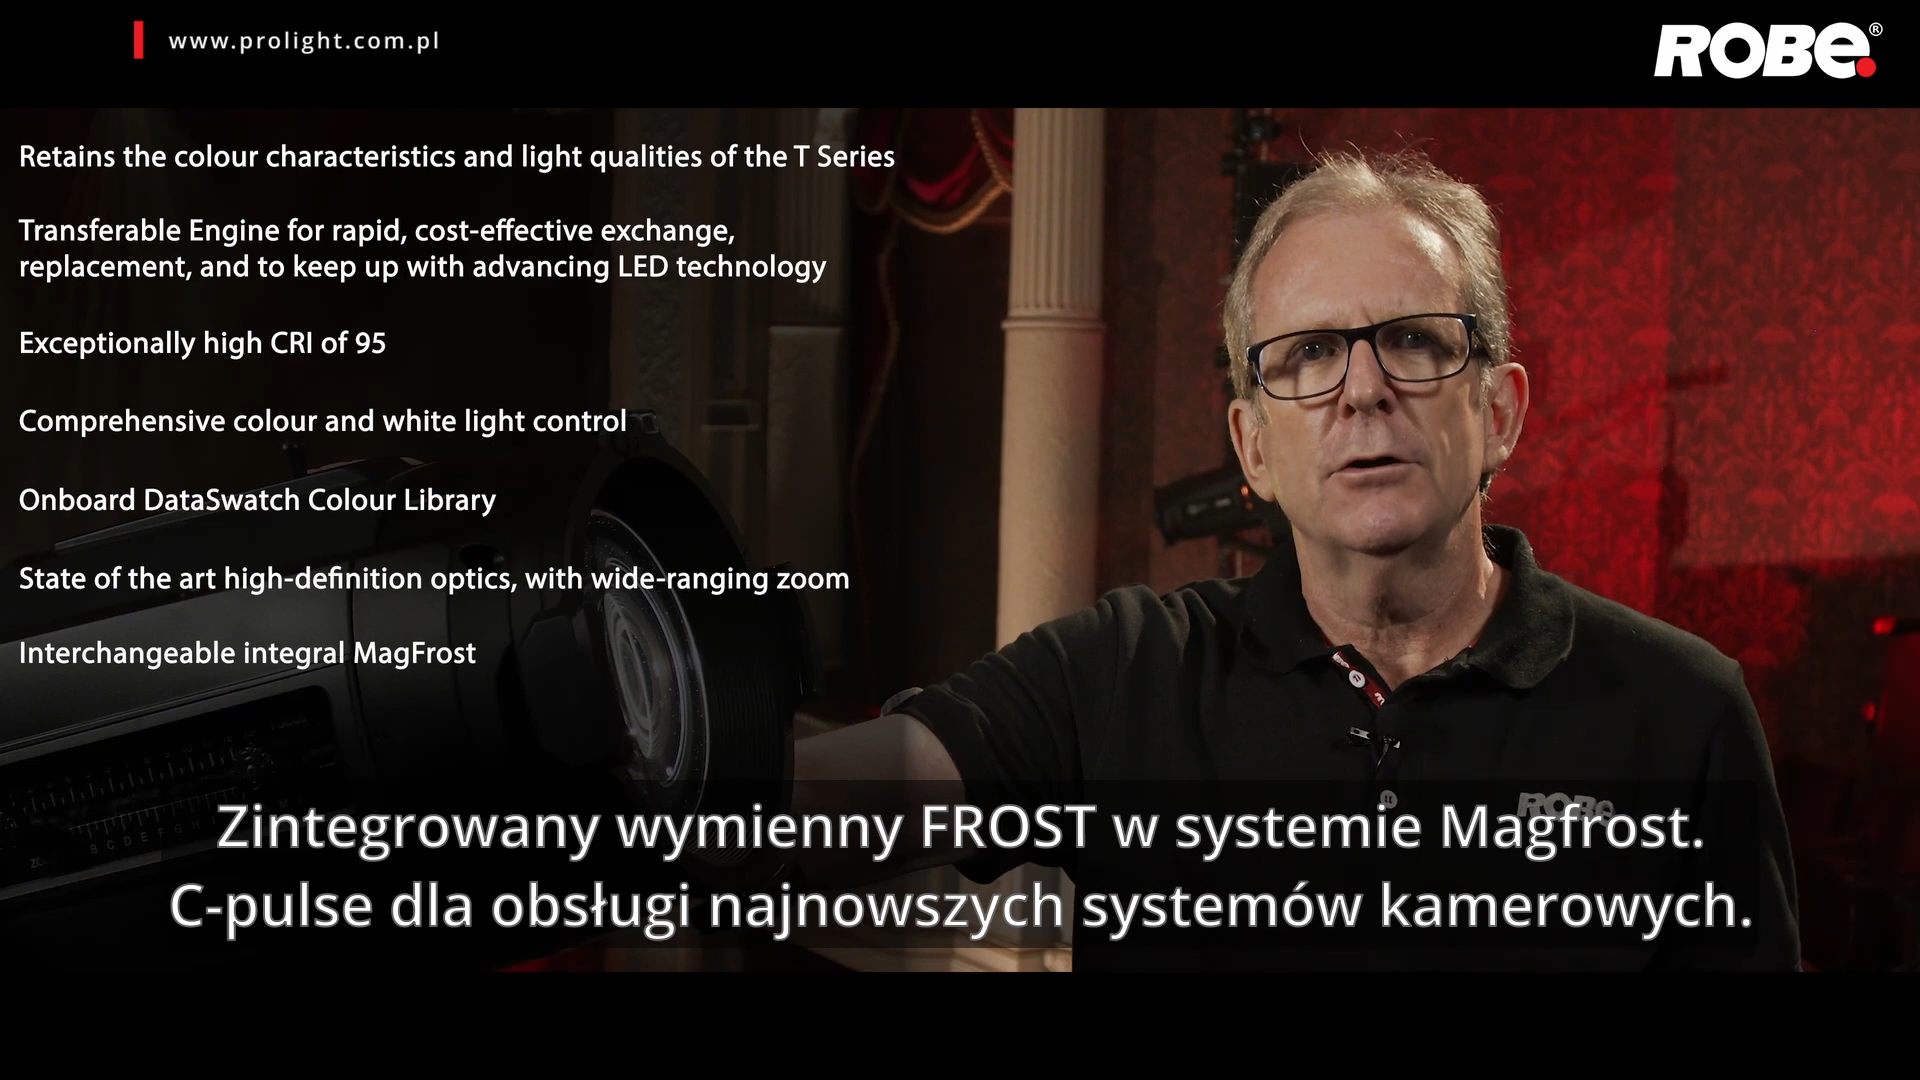 www.prolight.com.pl
ROBE®
Retains the colour characteristics and light qualities of the T Series
Transferable Engine for rapid, cost-effective exchange,
replacement, and to keep up with advancing LED technology
Exceptionally high CRI of 95
Comprehensive colour and white light control
Onboard DataSwatch Colour Library
State of the art high-definition optics, with wide-ranging zoom
Interchangeable integral MagFrost
ROBe
Zintegrowany wymienny FROST w systemie Magfrost.
C-pulse dla obsługi najnowszych systemów kamerowych.